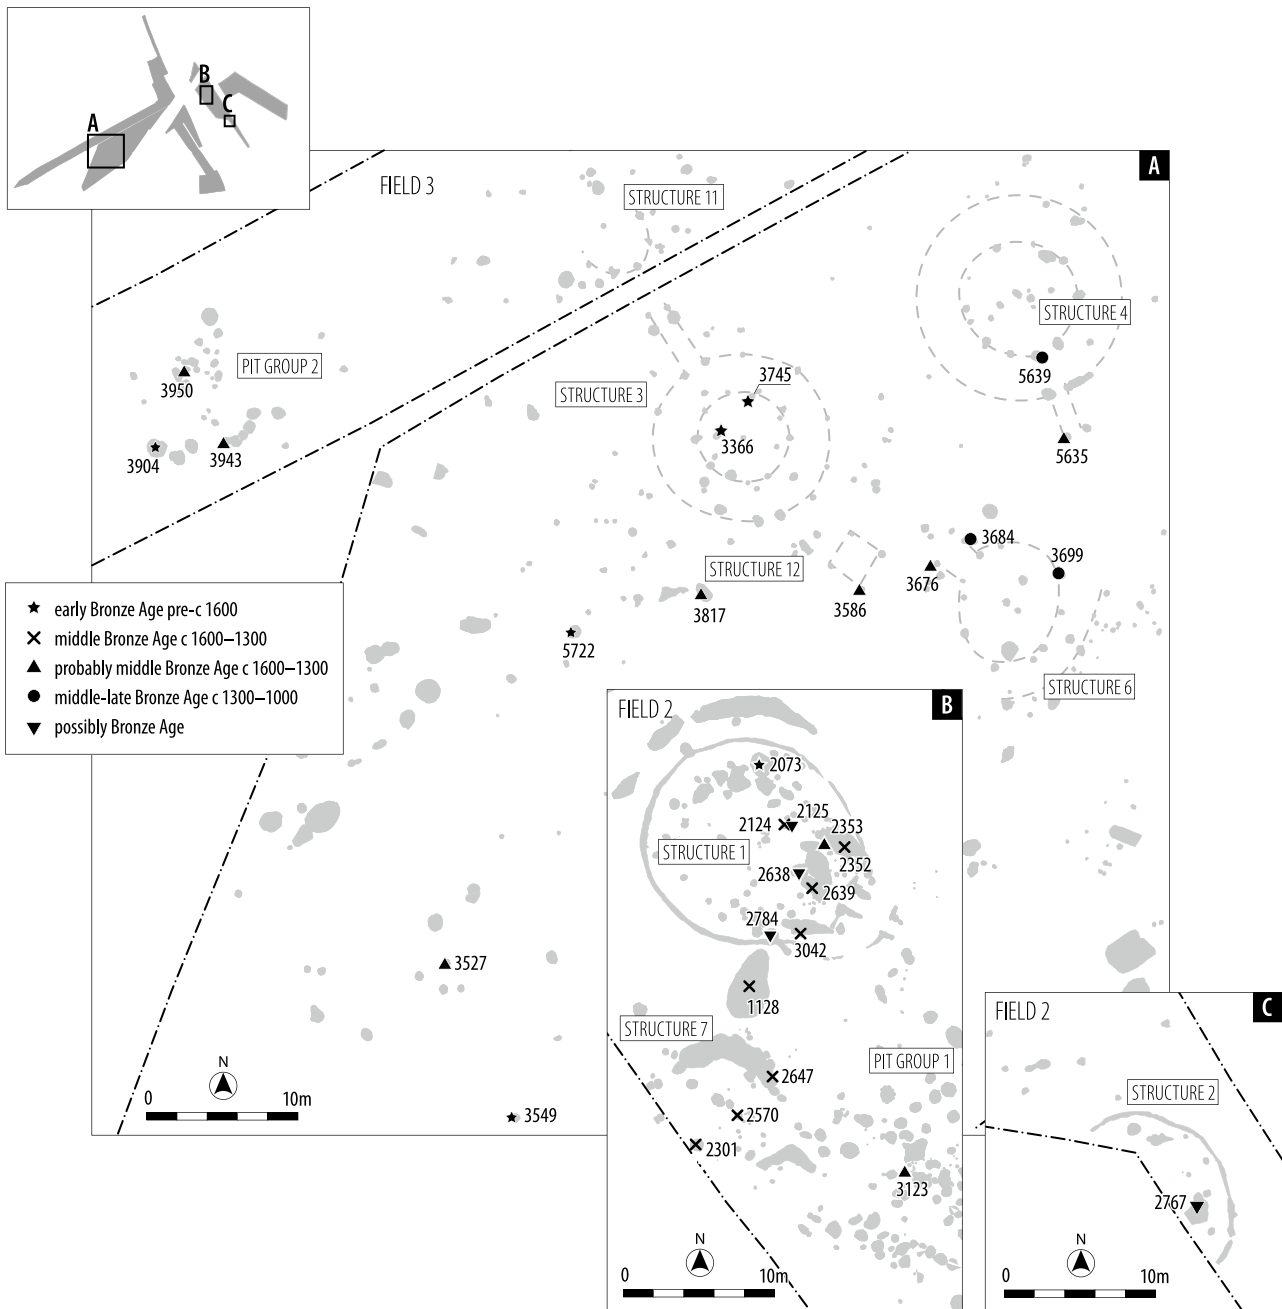 A
B
C
A
FIELD 3
STRUCTURE 11
STRUCTURE 4
5639
5635
PIT GROUP 2
3950
3904
3943
STRUCTURE 3
3745
3366
3684
3699
3676
STRUCTURE 12
3817
3586
5722
STRUCTURE 6
early Bronze Age pre-c 1600
middle Bronze Age c 1600–1300
probably middle Bronze Age c 1600–1300
middle-late Bronze Age c 1300–1000
possibly Bronze Age
3527
3549
N
0 10m
FIELD 2
B
2073
2125
2124
2353
2352
STRUCTURE 1
2638
2639
2784
3042
1128
STRUCTURE 7
PIT GROUP 1
2647
2570
2301
3123
N
0 10m
FIELD 2
C
STRUCTURE 2
2767
N
0 10m